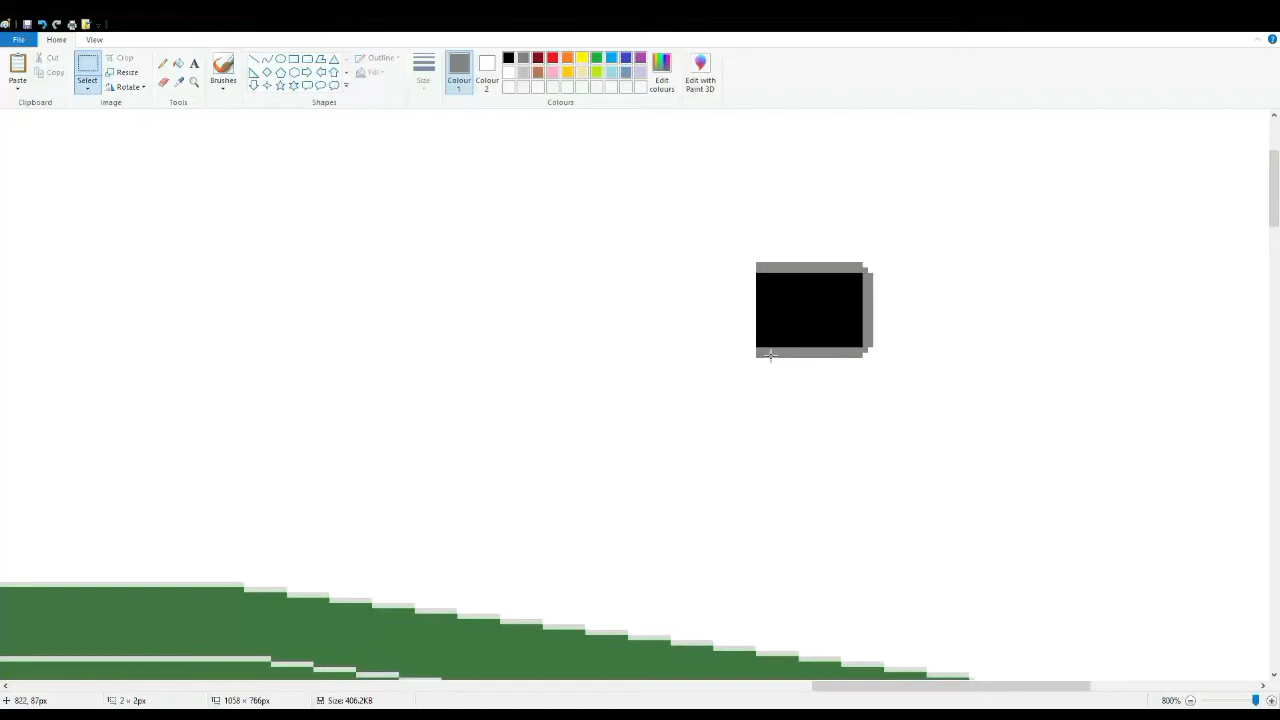 File Home View
Paste Cut Copy Clipboard
Select Crop Resize Rotate Image
Tools
Brushes
Outline Fill Shapes
Size
Colour 1 Colour 2 Edit colours Colours
Edit with Paint 3D
822, 87px 2 × 2px 1058 × 766px Size: 406.2KB 800%